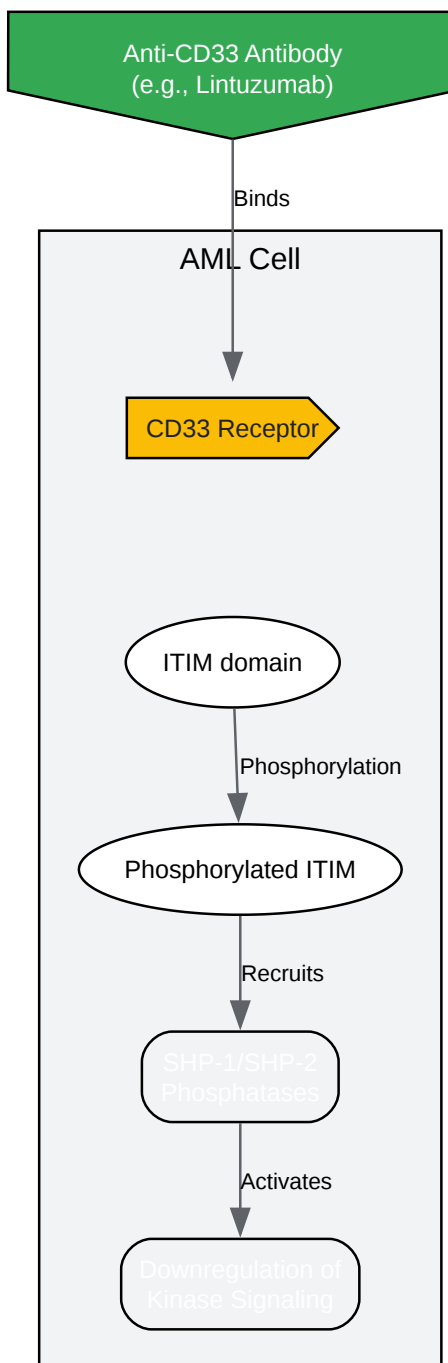 Anti-CD33 Antibody
(e.g., Lintuzumab)
Binds
AML Cell
CD33 Receptor
ITIM domain
Phosphorylation
Phosphorylated ITIM
Recruits
SHP-1/SHP-2
Phosphatases
Activates
Downregulation of
Kinase Signaling